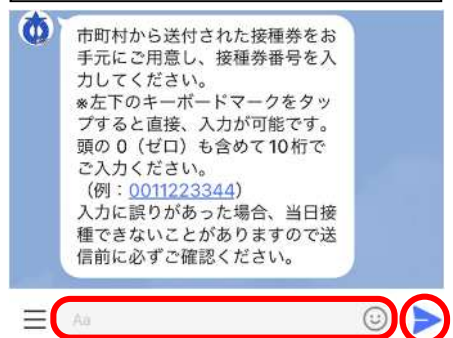 市町村から送付された接種券をお
手元にご用意し、接種券番号を入
力してください。
※左下のキーボードマークをタッ
プすると直接、入力が可能です。
頭の 0（ゼロ）も含めて10桁で
ご入力ください。
（例：0011223344）
入力に誤りがあった場合、当日接
種できないことがありますので送
信前に必ずご確認ください。
Aa